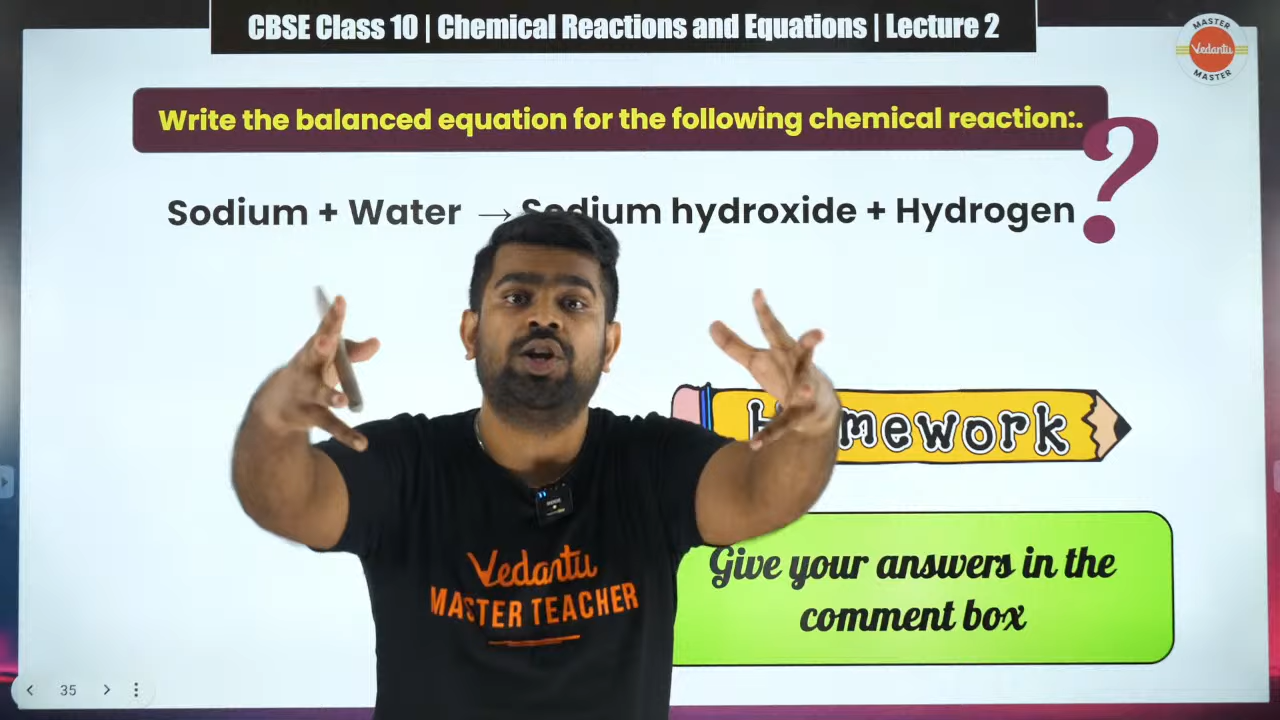 CBSE Class 10 | Chemical Reactions and Equations | Lecture 2
MASTER
Vedantu
MASTER
Write the balanced equation for the following chemical reaction:.
?
Sodium + Water → Sodium hydroxide + Hydrogen
Homework
Give your answers in the
comment box
Vedantu
MASTER TEACHER
35